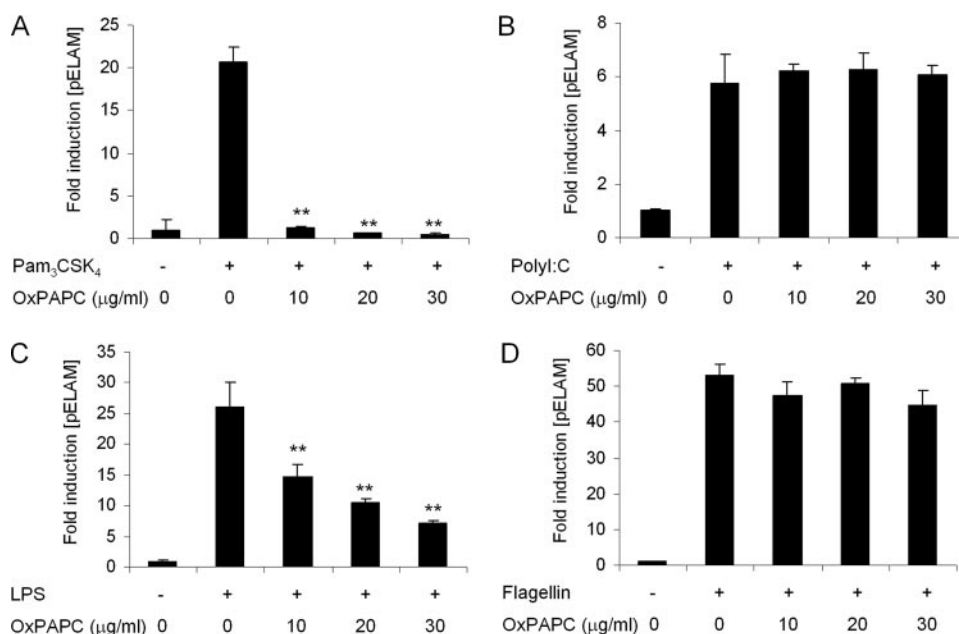 A
Fold induction [pELAM]
25
20
15
10
5
0
** ** **
Pam₃CSK₄ - + + + +
OxPAPC (μg/ml) 0 0 10 20 30
B
Fold induction [pELAM]
8
6
4
2
0
PolyI:C - + + + +
OxPAPC (μg/ml) 0 0 10 20 30
C
Fold induction [pELAM]
35
30
25
20
15
10
5
0
**
**
**
LPS - + + + +
OxPAPC (μg/ml) 0 0 10 20 30
D
Fold induction [pELAM]
60
50
40
30
20
10
0
Flagellin - + + + +
OxPAPC (μg/ml) 0 0 10 20 30